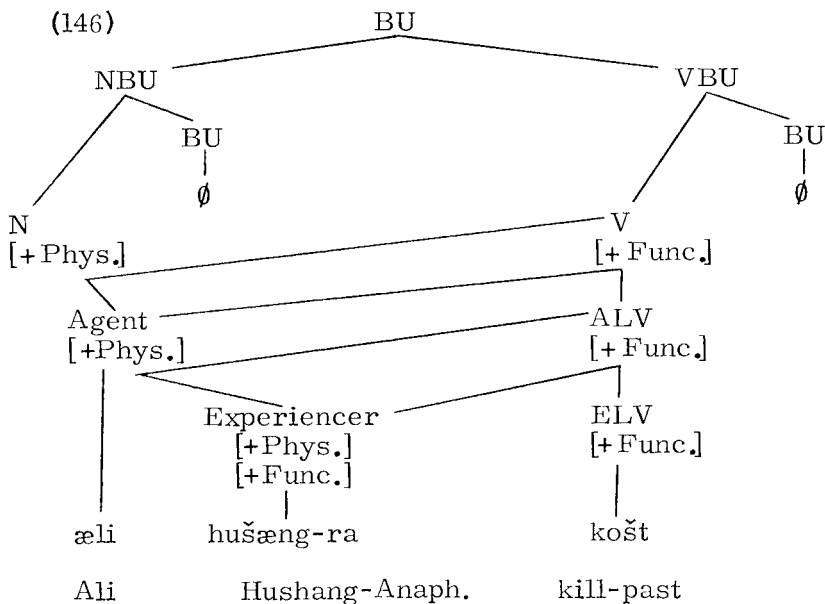 (146) BU
NBU VBU
BU BU
∅ ∅
N V
[+Phys.] [+Func.]
Agent ALV
[+Phys.] [+Func.]
Experiencer ELV
[+Phys.] [+Func.]
[+Func.]
æli hušæng-ra košt
Ali Hushang-Anaph. kill-past